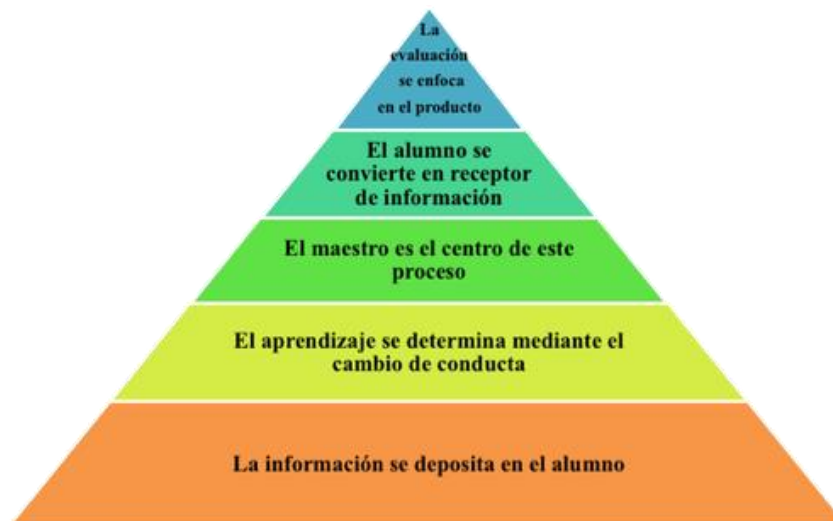 La
evaluación
se enfoca
en el producto
El alumno se
convierte en receptor
de información
El maestro es el centro de este
proceso
El aprendizaje se determina mediante el
cambio de conducta
La información se deposita en el alumno